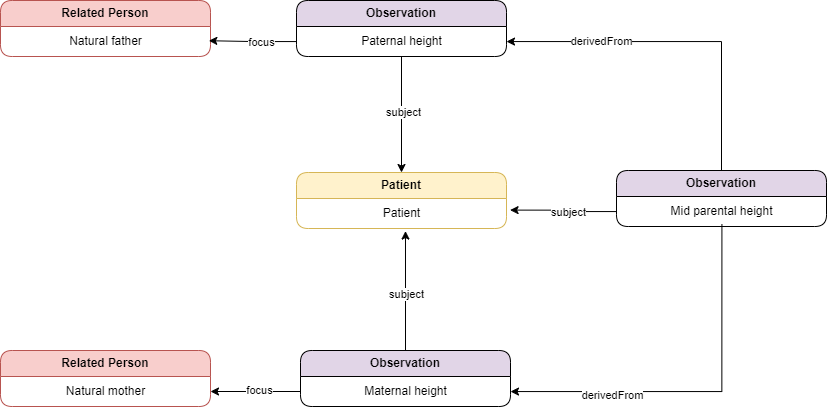 Related Person
Natural father
focus
Observation
Paternal height
derivedFrom
subject
Patient
Patient
subject
Observation
Mid parental height
subject
Related Person
Natural mother
focus
Observation
Maternal height
derivedFrom